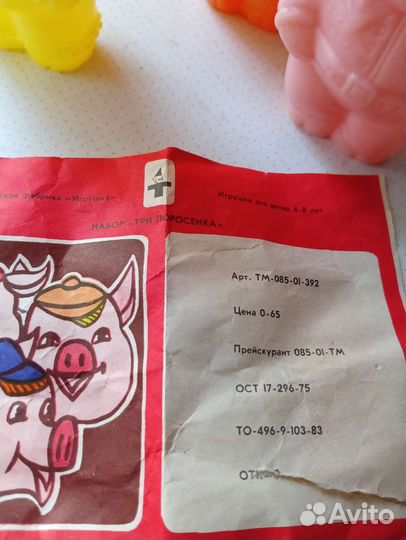 фабрика «Игрушка»
Игрушка для детей 4-8 лет
НАБОР «ТРИ ПОРОСЕНКА»
Арт. ТМ-085-01-392
Цена 0-65
Прейскурант 085-01-ТМ
ОСТ 17-296-75
ТО-496-9-103-83
ОТК
Avito